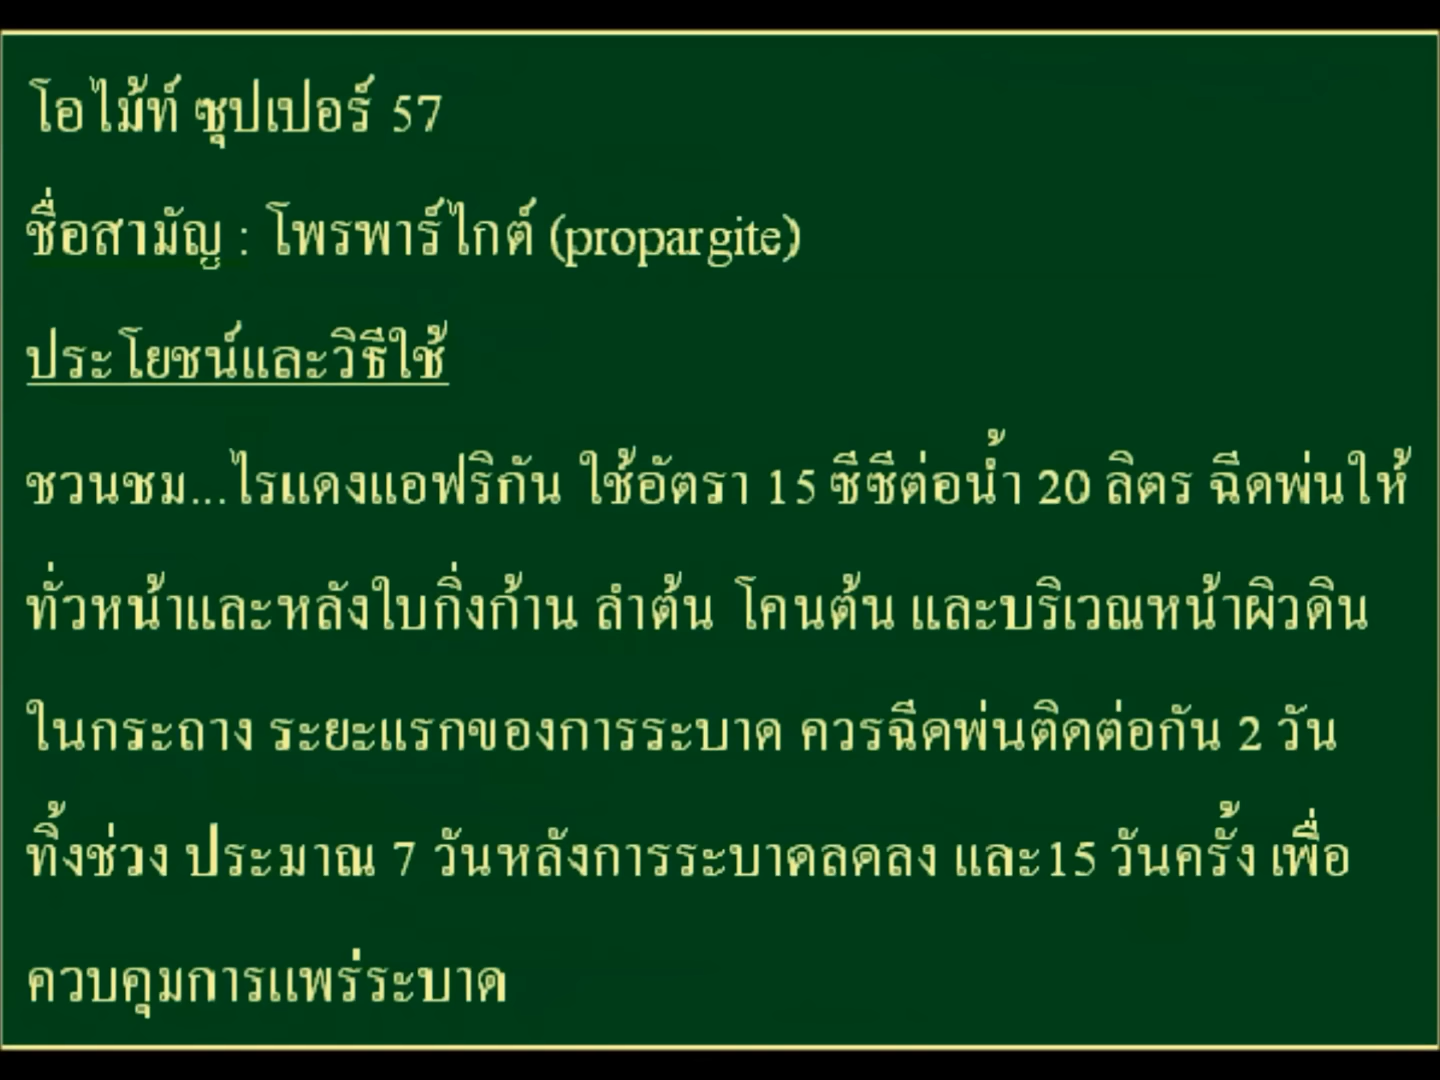 โอไม้ท์ ซุปเปอร์ 57
ชื่อสามัญ : โพรพาร์ไกต์ (propargite)
ประโยชน์และวิธีใช้
ชวนชม...ไรแดงแอฟริกัน ใช้อัตรา 15 ซีซีต่อน้ำ 20 ลิตร ฉีดพ่นให้
ทั่วหน้าและหลังใบกิ่งก้าน ลำต้น โคนต้น และบริเวณหน้าผิวดิน
ในกระถาง ระยะแรกของการระบาด ควรฉีดพ่นติดต่อกัน 2 วัน
ทิ้งช่วง ประมาณ 7 วันหลังการระบาดลดลง และ15 วันครั้ง เพื่อ
ควบคุมการแพร่ระบาด